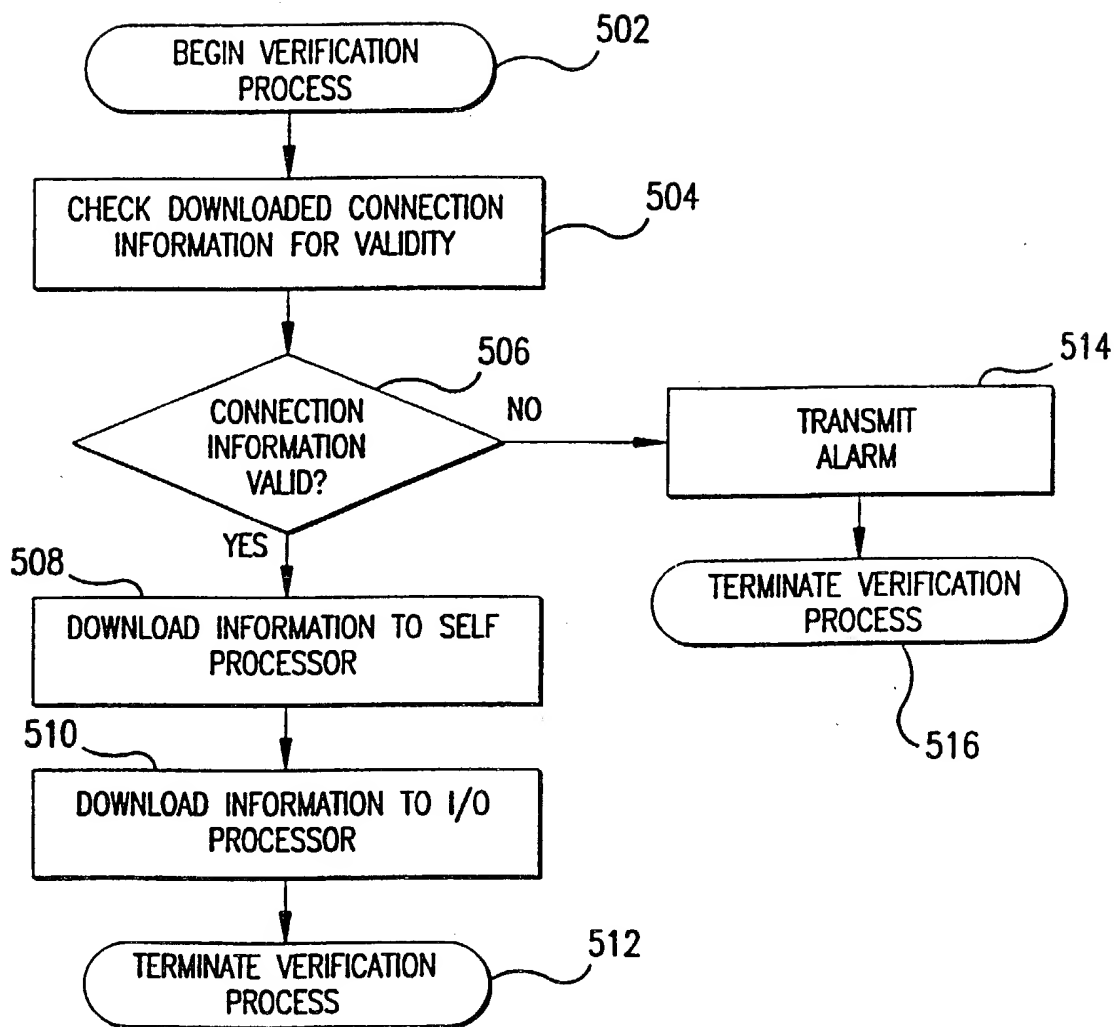 BEGIN VERIFICATION
PROCESS
502
CHECK DOWNLOADED CONNECTION
INFORMATION FOR VALIDITY
504
CONNECTION
INFORMATION
VALID?
506
NO
TRANSMIT
ALARM
514
YES
TERMINATE VERIFICATION
PROCESS
516
508
DOWNLOAD INFORMATION TO SELF
PROCESSOR
510
DOWNLOAD INFORMATION TO I/O
PROCESSOR
TERMINATE VERIFICATION
PROCESS
512